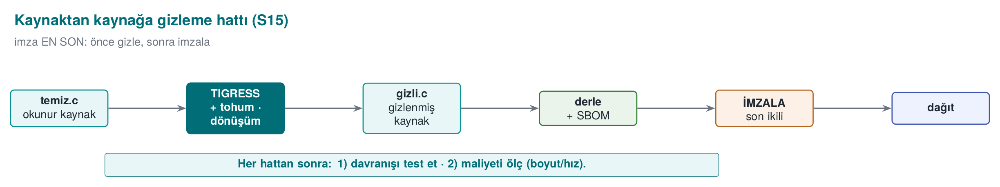 Kaynaktan kaynağa gizleme hattı (S15)
imza EN SON: önce gizle, sonra imzala
temiz.c
okunur kaynak
TIGRESS
+ tohum ·
dönüşüm
gizli.c
gizlenmiş
kaynak
derle
+ SBOM
İMZALA
son ikili
dağıt
Her hattan sonra: 1) davranışı test et · 2) maliyeti ölç (boyut/hız).